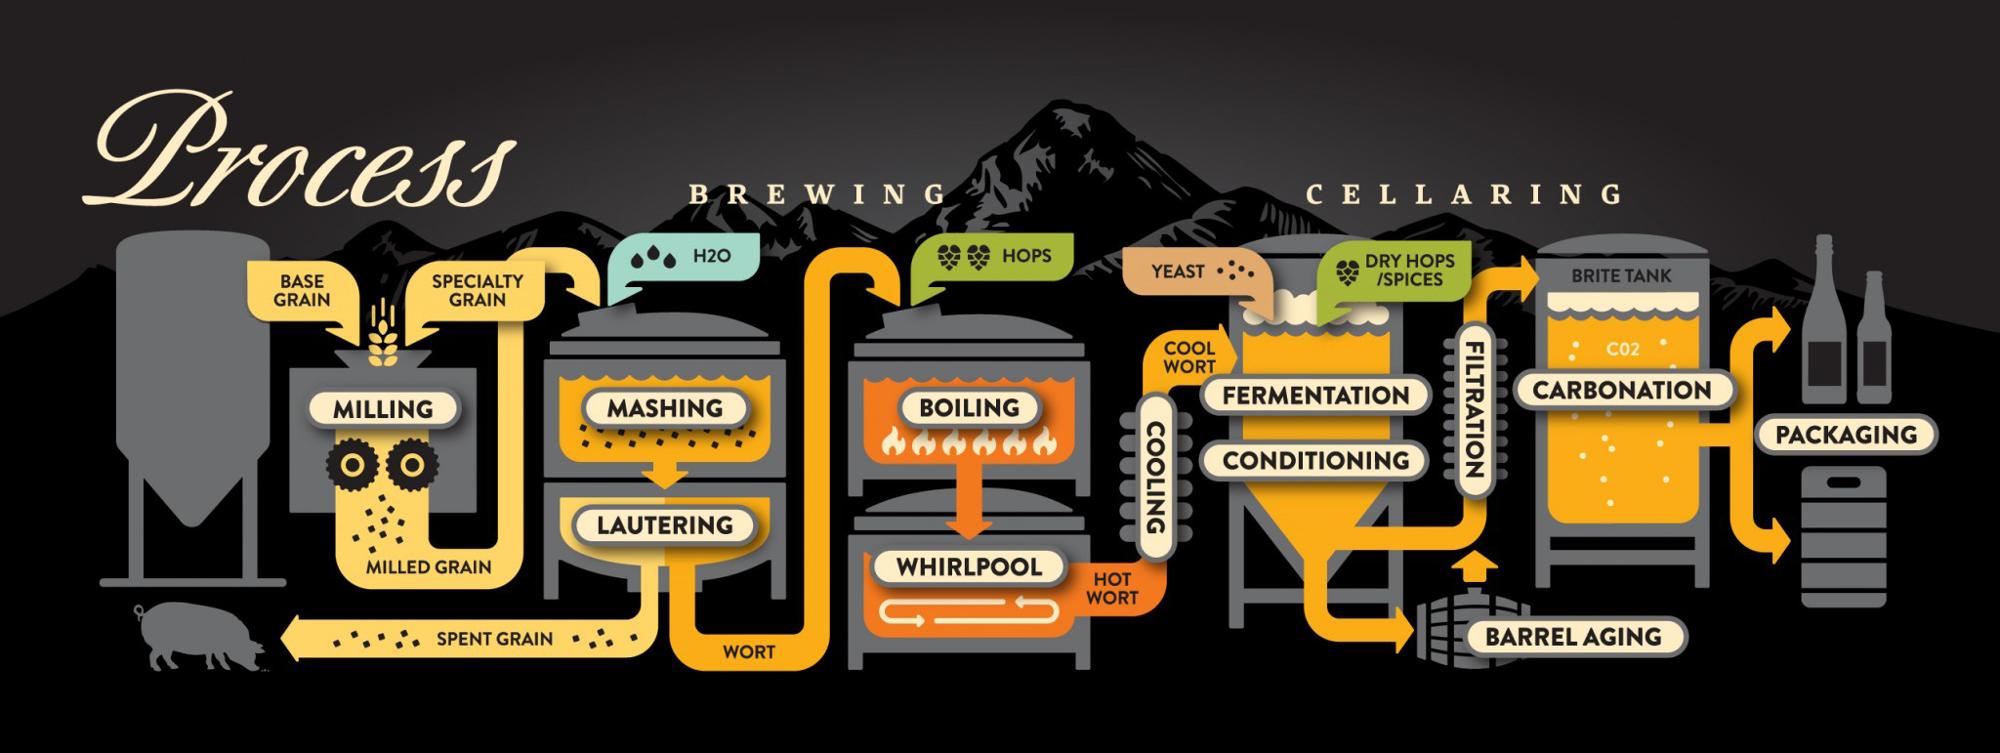 Process
BREWING
CELLARING
BASE
GRAIN
SPECIALTY
GRAIN
MILLING
MILLED GRAIN
H2O
MASHING
LAUTERING
SPENT GRAIN
WORT
HOPS
BOILING
WHIRLPOOL
HOT
WORT
COOLING
COOL
WORT
YEAST
DRY HOPS
/SPICES
FERMENTATION
CONDITIONING
FILTRATION
BARREL AGING
BRITE TANK
C02
CARBONATION
PACKAGING